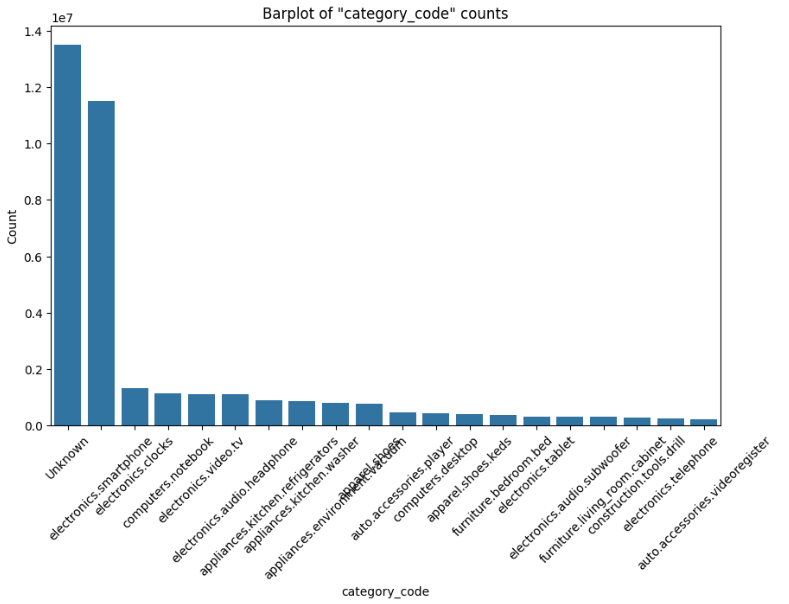 Barplot of "category_code" counts
1e7
1.4
1.2
1.0
0.8
0.6
0.4
0.2
0.0
Count
Unknown
electronics.smartphone
electronics.clocks
computers.notebook
electronics.video.tv
electronics.audio.headphone
appliances.kitchen.refrigerators
appliances.kitchen.washer
appliances.environment.vacuum
apparel.shoes
auto.accessories.player
computers.desktop
apparel.shoes.keds
furniture.bedroom.bed
electronics.tablet
electronics.audio.subwoofer
furniture.living_room.cabinet
construction.tools.drill
electronics.telephone
auto.accessories.videoregister
category_code